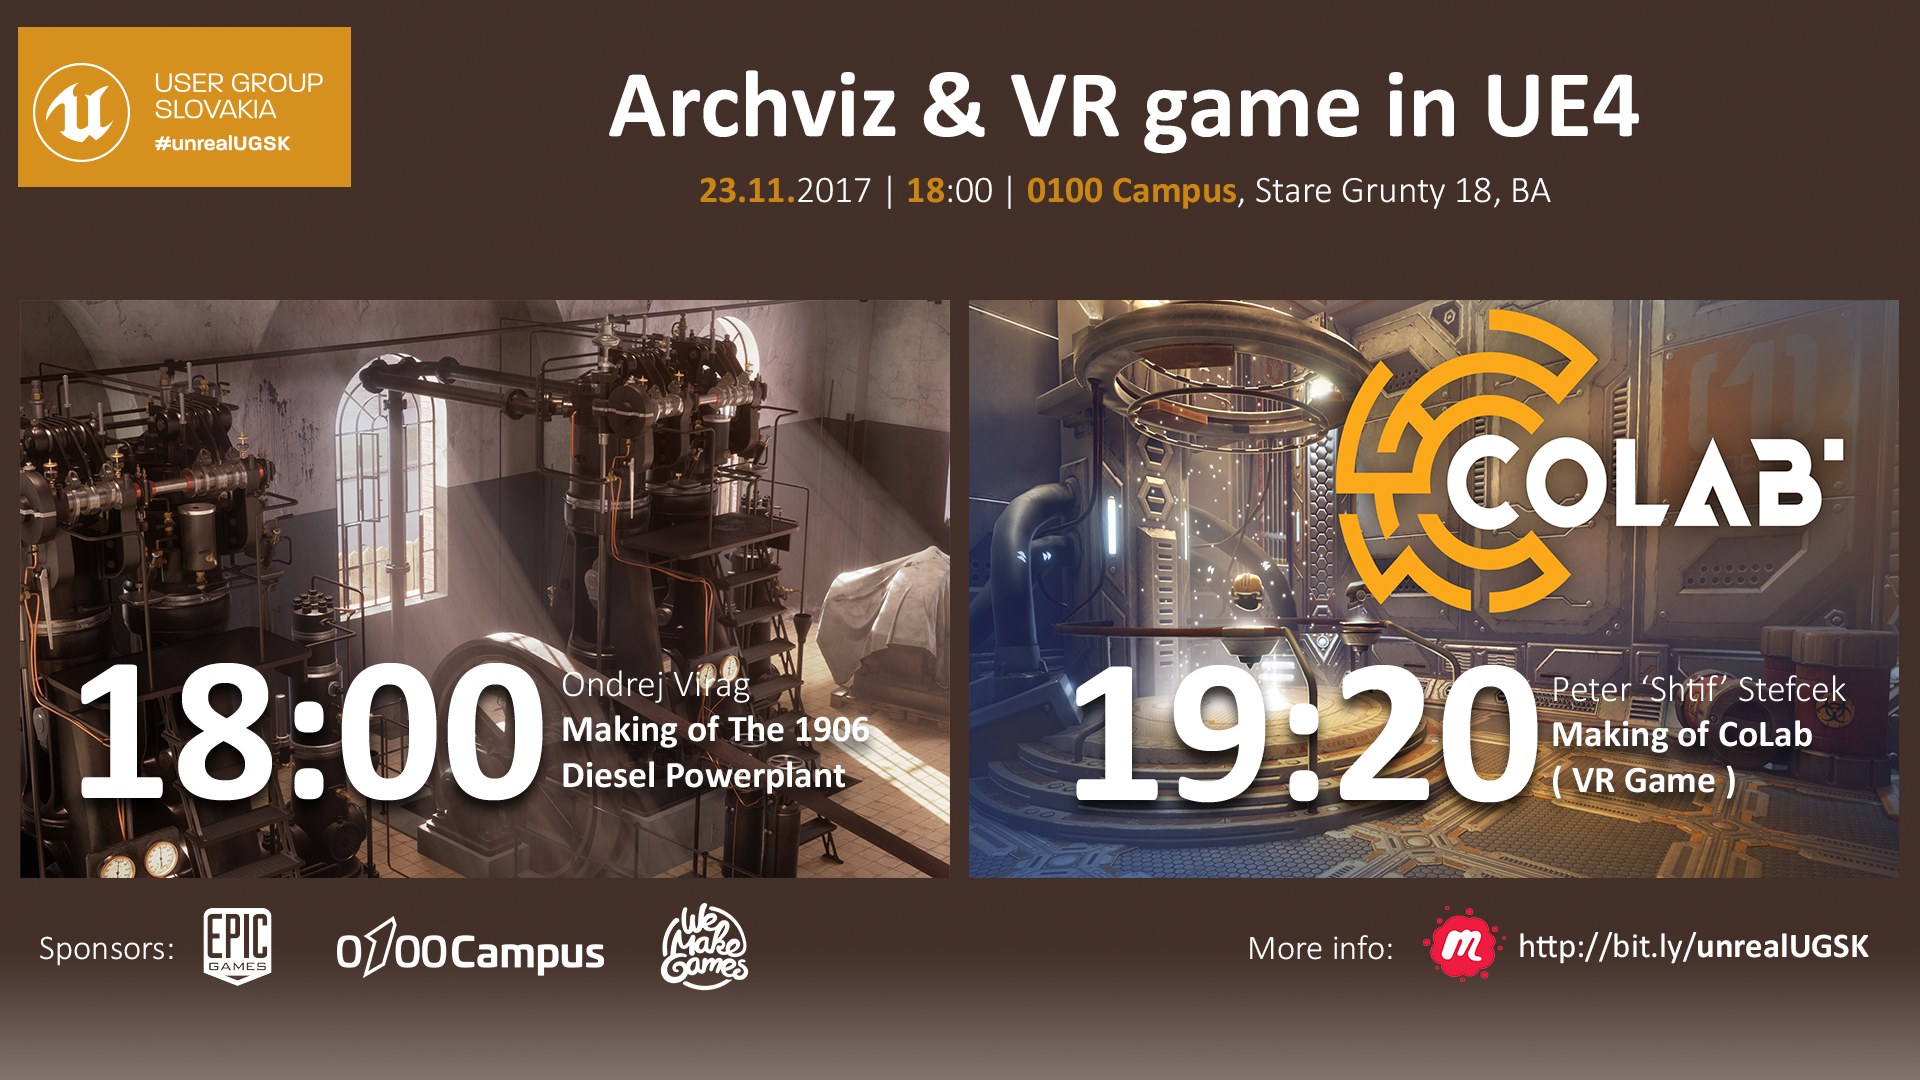 USER GROUP
SLOVAKIA
#unrealUGSK
Archviz & VR game in UE4
23.11.2017 | 18:00 | 0100 Campus, Stare Grunty 18, BA
COLAB
18:00
Ondrej Virag
Making of The 1906
Diesel Powerplant
19:20
Peter ‘Shtif’ Stefcek
Making of CoLab
( VR Game )
Sponsors:
EPIC
GAMES
0100 Campus
We
Make
Games
More info:
m
http://bit.ly/unrealUGSK